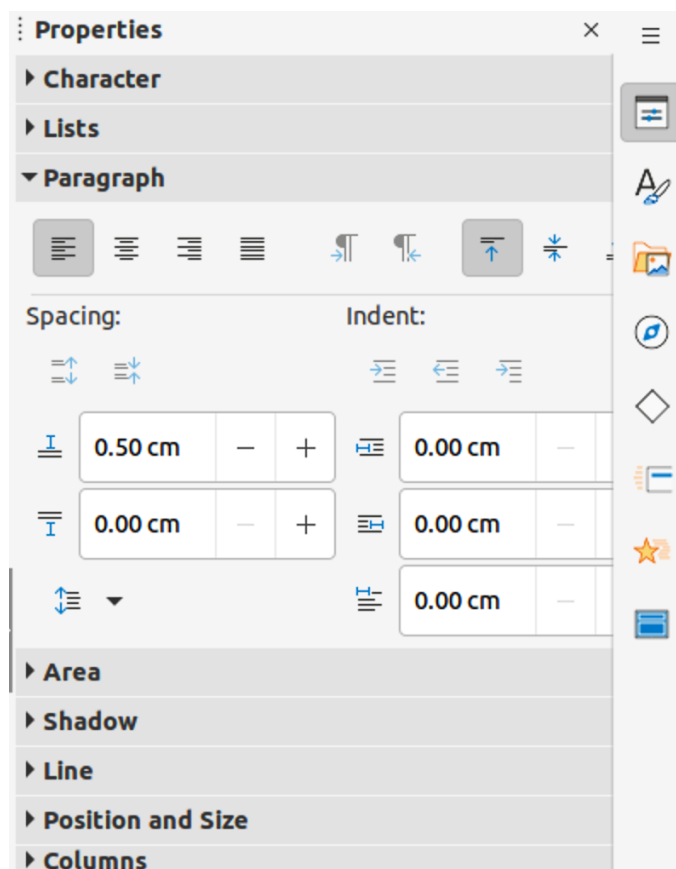 Properties
Character
Lists
Paragraph
Spacing: Indent:
0.50 cm 0.00 cm
0.00 cm 0.00 cm
0.00 cm
Area
Shadow
Line
Position and Size
Columns